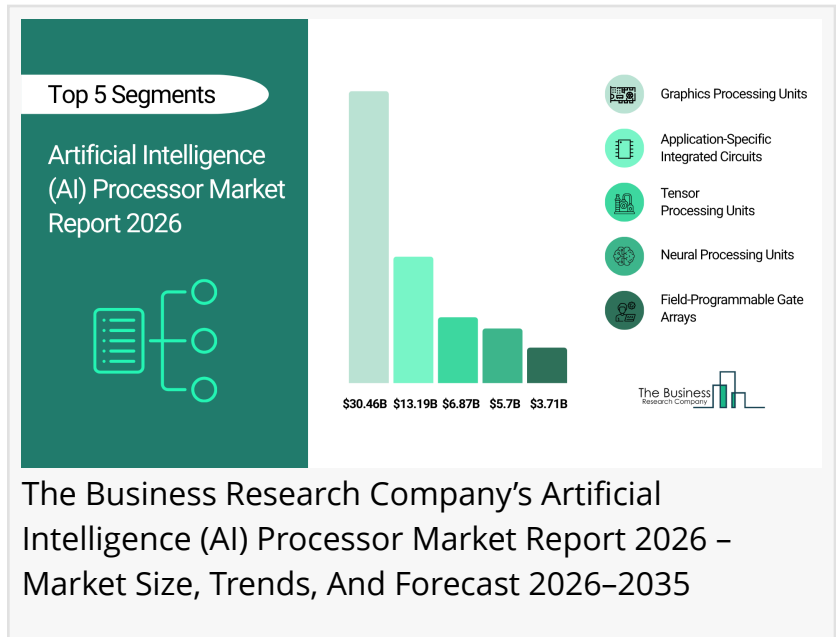 Top 5 Segments
Artificial Intelligence
(AI) Processor Market
Report 2026
$30.46B $13.19B $6.87B $5.7B $3.71B
Graphics Processing Units
Application-Specific
Integrated Circuits
Tensor
Processing Units
Neural Processing Units
Field-Programmable Gate
Arrays
The Business
Research Company
The Business Research Company’s Artificial
Intelligence (AI) Processor Market Report 2026 –
Market Size, Trends, And Forecast 2026–2035